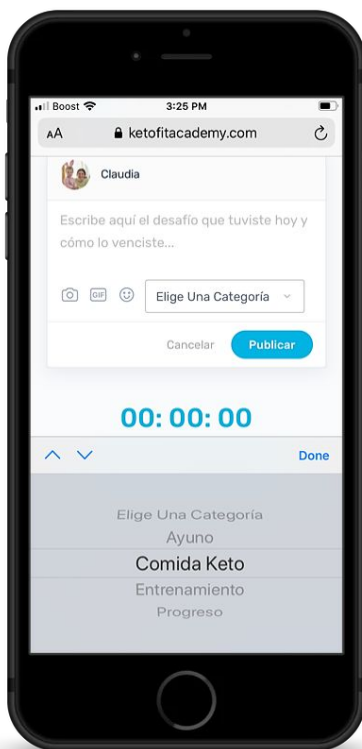 Boost 3:25 PM
AA ketofitacademy.com
Claudia
Escribe aquí el desafío que tuviste hoy y
cómo lo venciste...
GIF Elige Una Categoría
Cancelar Publicar
00: 00: 00
Done
Elige Una Categoría
Ayuno
Comida Keto
Entrenamiento
Progreso